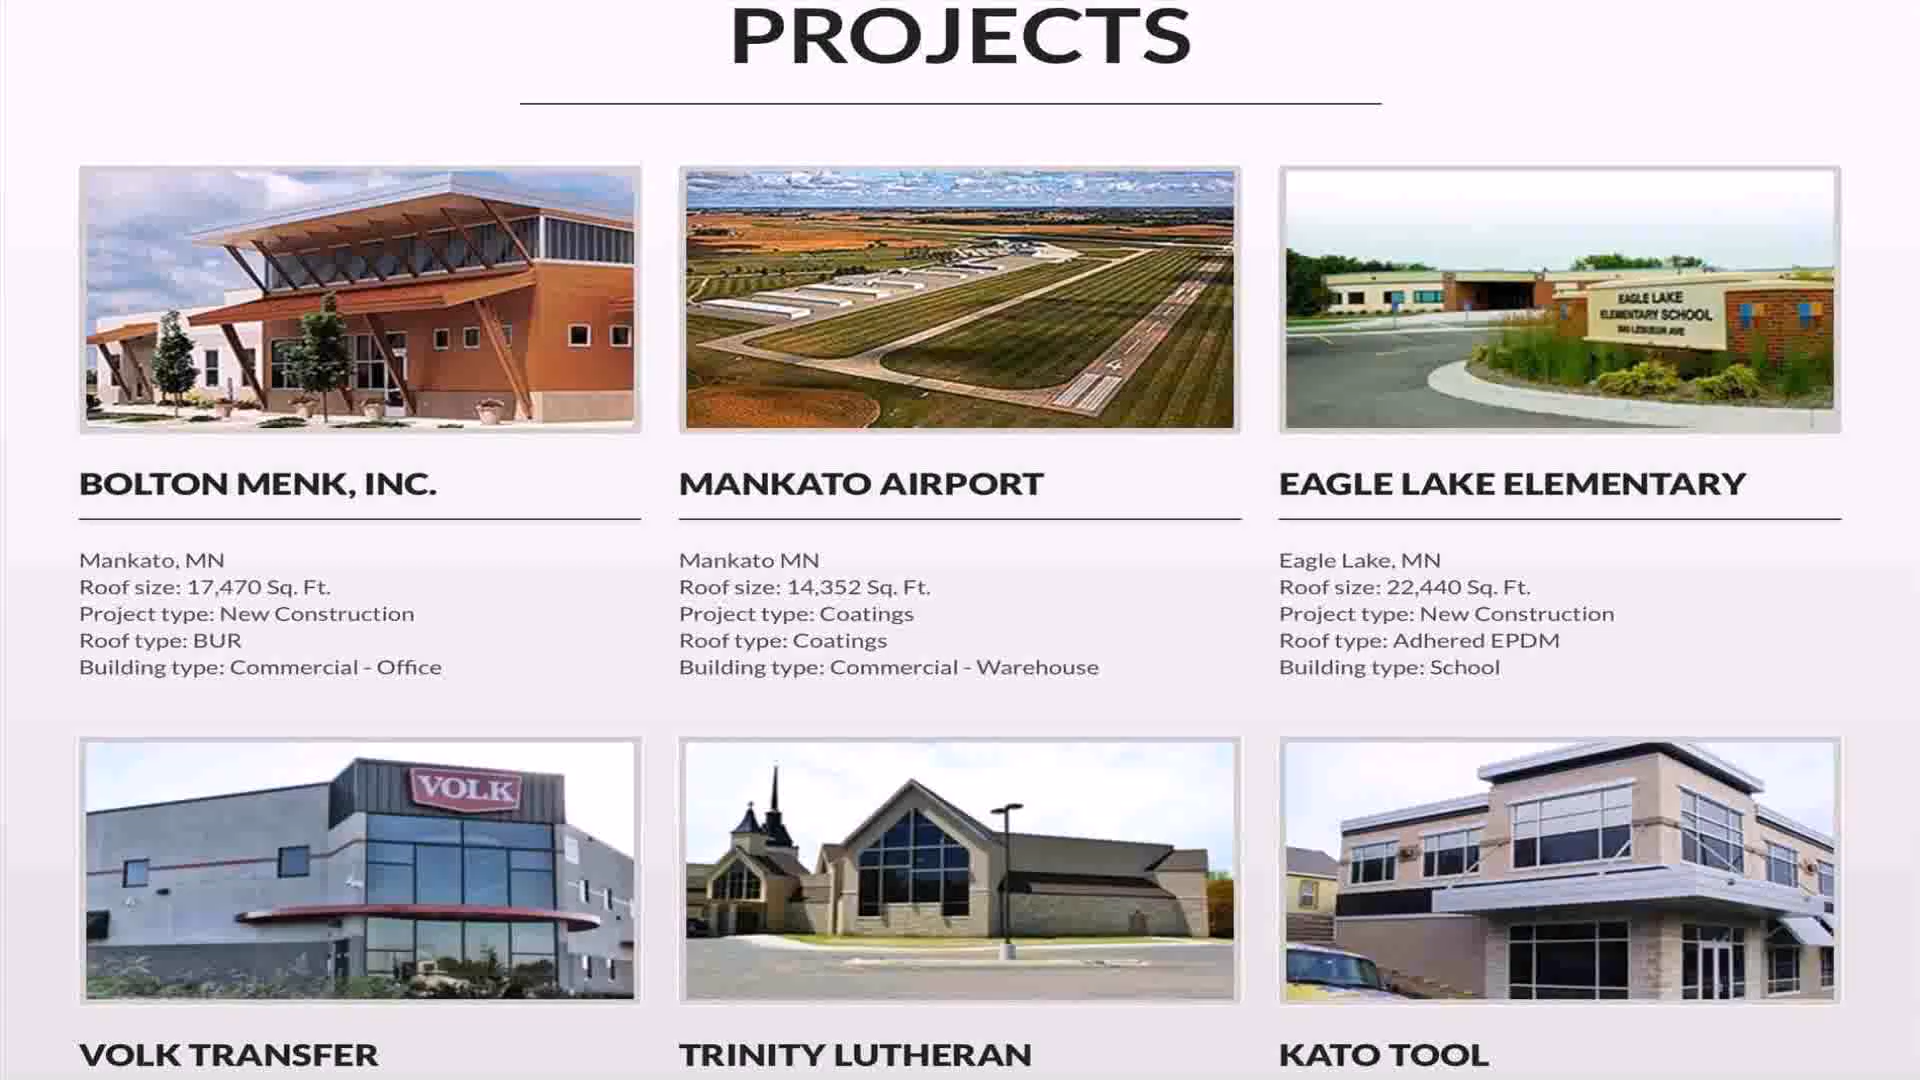 PROJECTS
EAGLE LAKE
ELEMENTARY SCHOOL
BOLTON MENK, INC.
MANKATO AIRPORT
EAGLE LAKE ELEMENTARY
Mankato, MN
Roof size: 17,470 Sq. Ft.
Project type: New Construction
Roof type: BUR
Building type: Commercial - Office
Mankato MN
Roof size: 14,352 Sq. Ft.
Project type: Coatings
Roof type: Coatings
Building type: Commercial - Warehouse
Eagle Lake, MN
Roof size: 22,440 Sq. Ft.
Project type: New Construction
Roof type: Adhered EPDM
Building type: School
VOLK
VOLK TRANSFER
TRINITY LUTHERAN
KATO TOOL